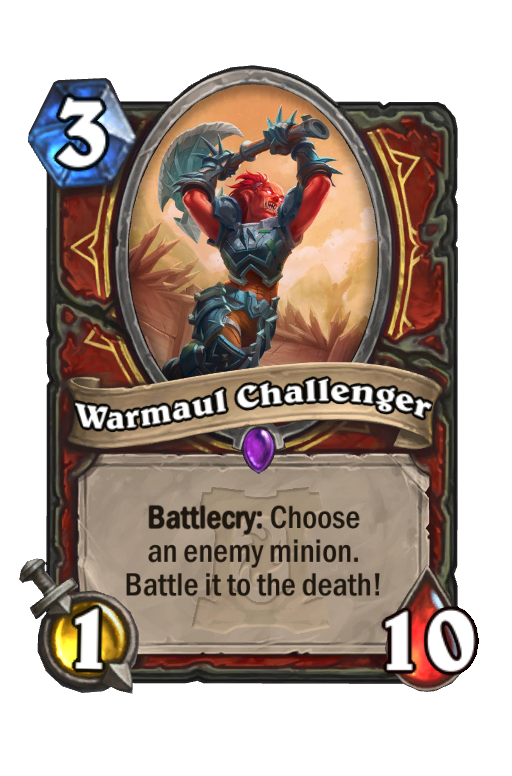 3
Warmaul Challenger
Battlecry: Choose
an enemy minion.
Battle it to the death!
1
10